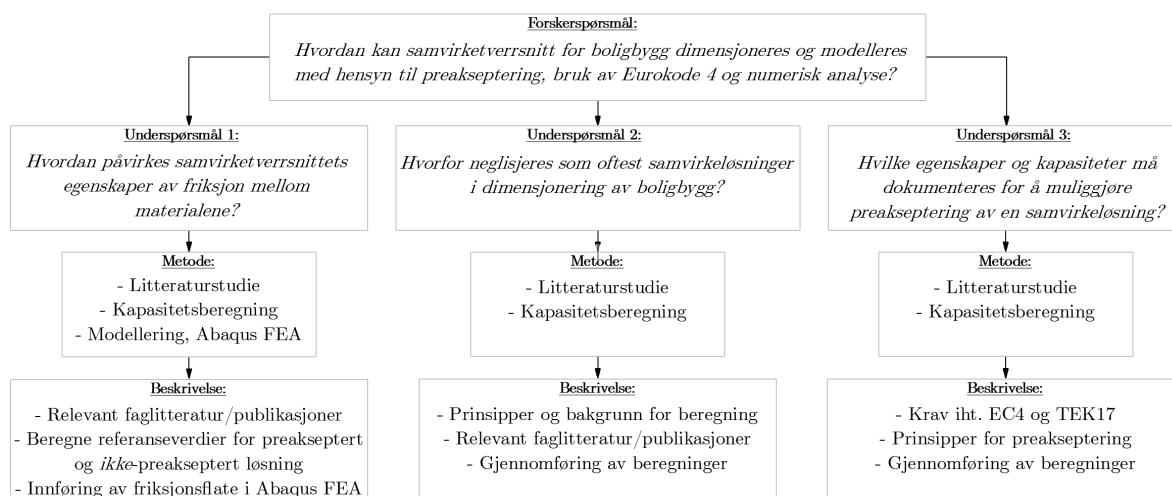 Forskerspørsmål:
Hvordan kan samvirketverrsnitt for boligbygg dimensjoneres og modelleres
med hensyn til preakseptering, bruk av Eurokode 4 og numerisk analyse?
Underspørsmål 1:
Hvordan påvirkes samvirketverrsnittets
egenskaper av friksjon mellom
materialene?
Metode:
- Litteraturstudie
- Kapasitetsberegning
- Modellering, Abaqus FEA
Beskrivelse:
- Relevant faglitteratur/publikasjoner
- Beregne referanseverdier for preakseptert
og ikke-preakseptert løsning
- Innføring av friksjonsflate i Abaqus FEA
Underspørsmål 2:
Hvorfor neglisjeres som oftest samvirkeløsninger
i dimensjonering av boligbygg?
Metode:
- Litteraturstudie
- Kapasitetsberegning
Beskrivelse:
- Prinsipper og bakgrunn for beregning
- Relevant faglitteratur/publikasjoner
- Gjennomføring av beregninger
Underspørsmål 3:
Hvilke egenskaper og kapasiteter må
dokumenteres for å muliggjøre
preakseptering av en samvirkeløsning?
Metode:
- Litteraturstudie
- Kapasitetsberegning
Beskrivelse:
- Krav iht. EC4 og TEK17
- Prinsipper for preakseptering
- Gjennomføring av beregninger